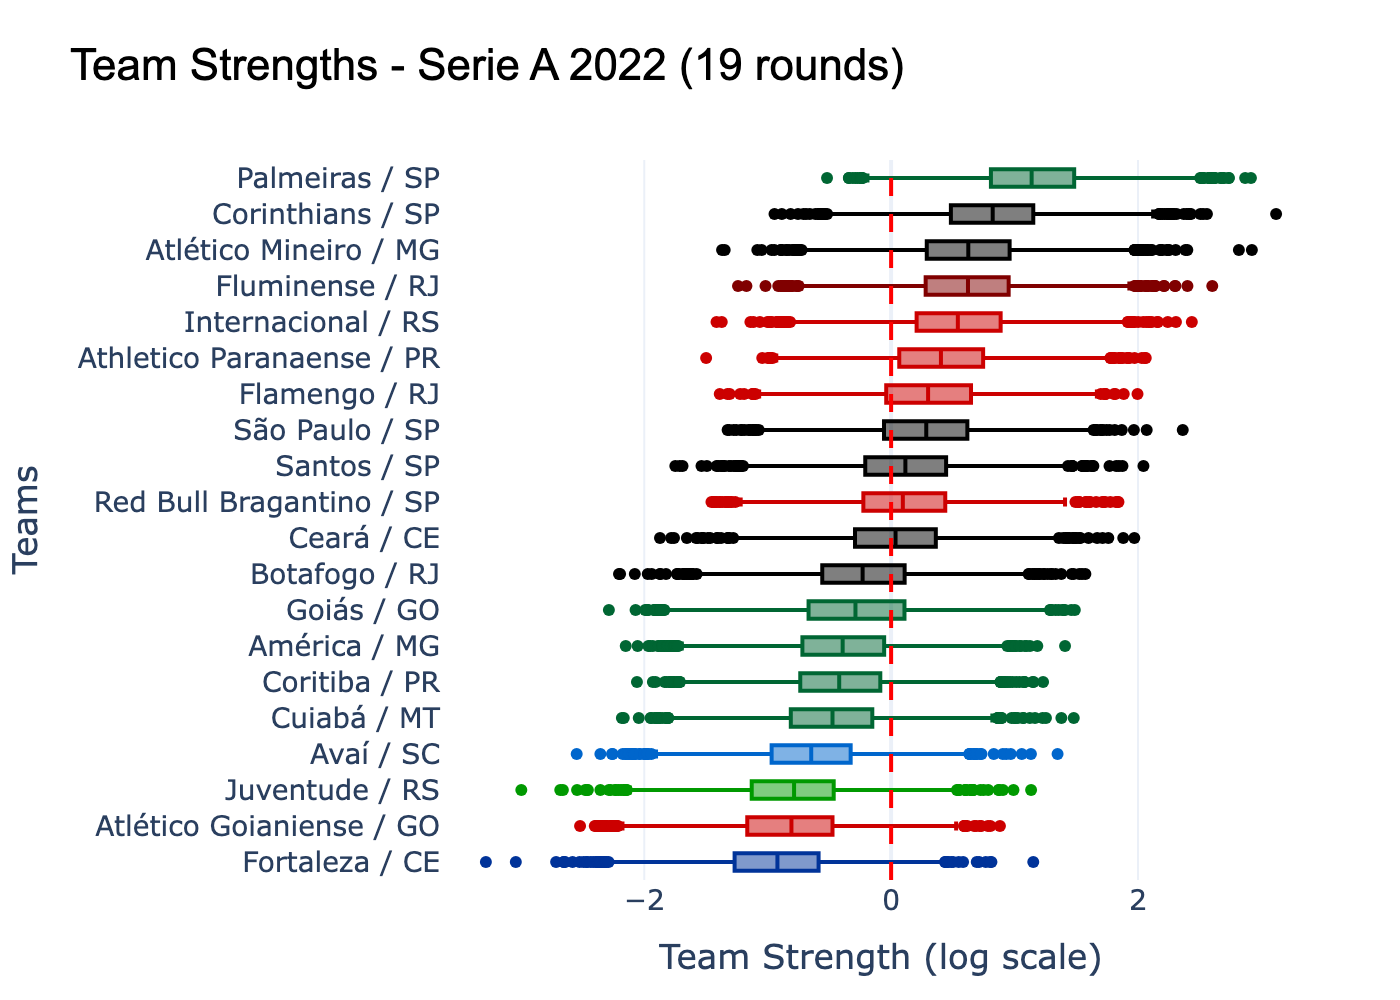 Team Strengths - Serie A 2022 (19 rounds)
Palmeiras / SP
Corinthians / SP
Atlético Mineiro / MG
Fluminense / RJ
Internacional / RS
Athletico Paranaense / PR
Flamengo / RJ
São Paulo / SP
Santos / SP
Red Bull Bragantino / SP
Ceará / CE
Botafogo / RJ
Goiás / GO
América / MG
Coritiba / PR
Cuiabá / MT
Avaí / SC
Juventude / RS
Atlético Goianiense / GO
Fortaleza / CE
Teams
−2 0 2
Team Strength (log scale)